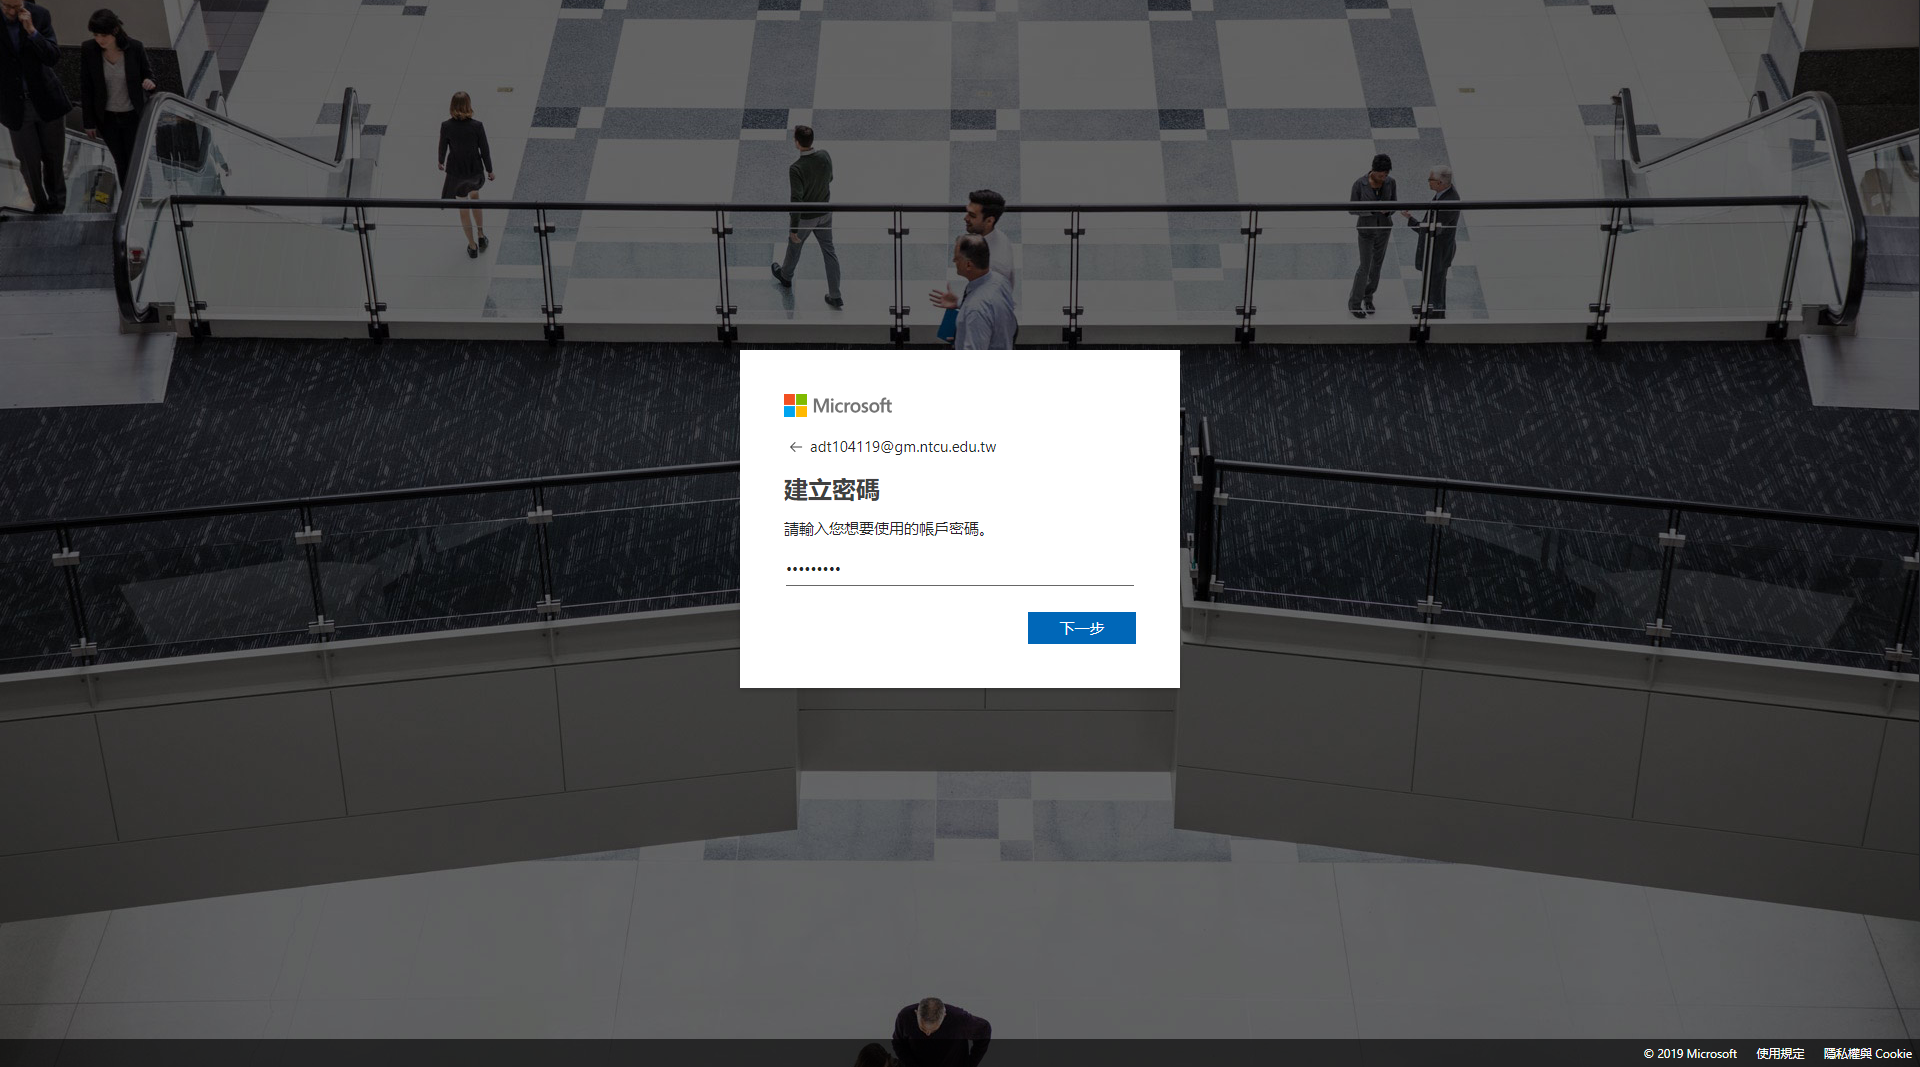 Microsoft
← adt104119@gm.ntcu.edu.tw
建立密碼
請輸入您想要使用的帳戶密碼。
•••••••••
下一步
© 2019 Microsoft 使用規定 隱私權與 Cookie